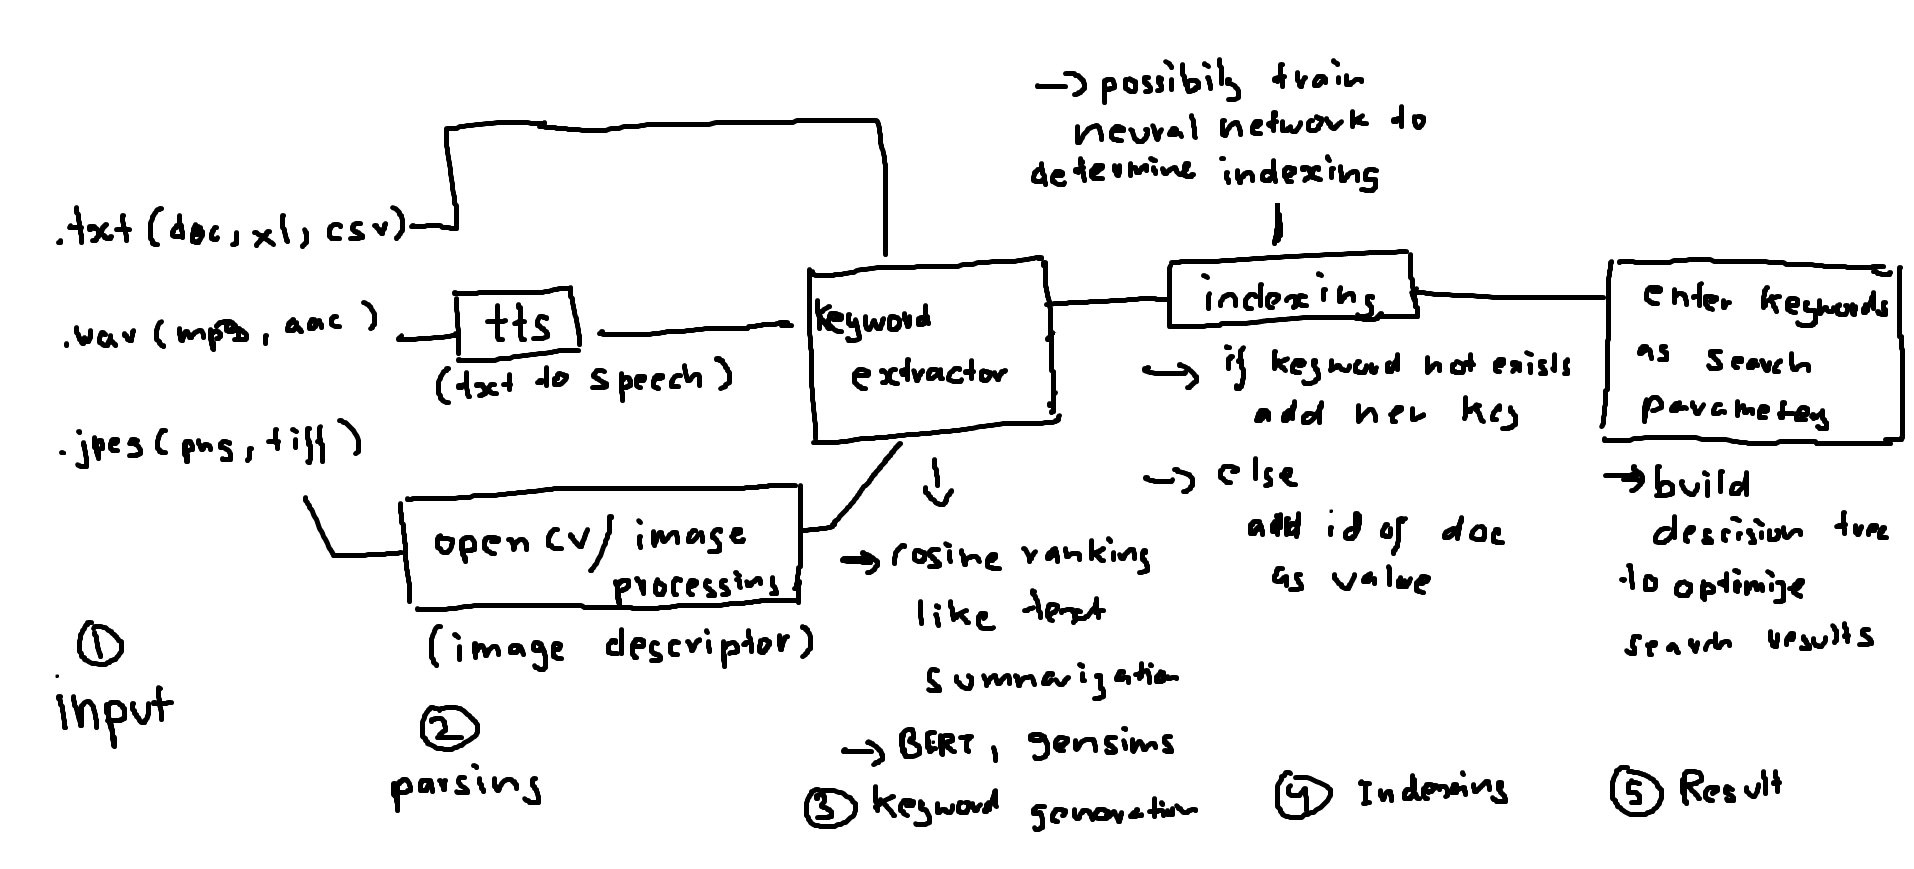 → possibily train
neural network to
determine indexing
.txt (doc, xl, csv)
.wav (mp3, aac)
tts
(txt to speech)
.jpeg (png, tiff)
open cv/ image
processing
(image descriptor)
keyword
extractor
→ cosine ranking
like text
summarization
→ BERT, gensims
indexing
→ if keyword not exists
add new key
→ else
add id of doc
as value
enter keywords
as search
parameters
→ build
descision tree
to optimize
search results
① input
② parsing
③ keyword generation
④ Indexing
⑤ Result